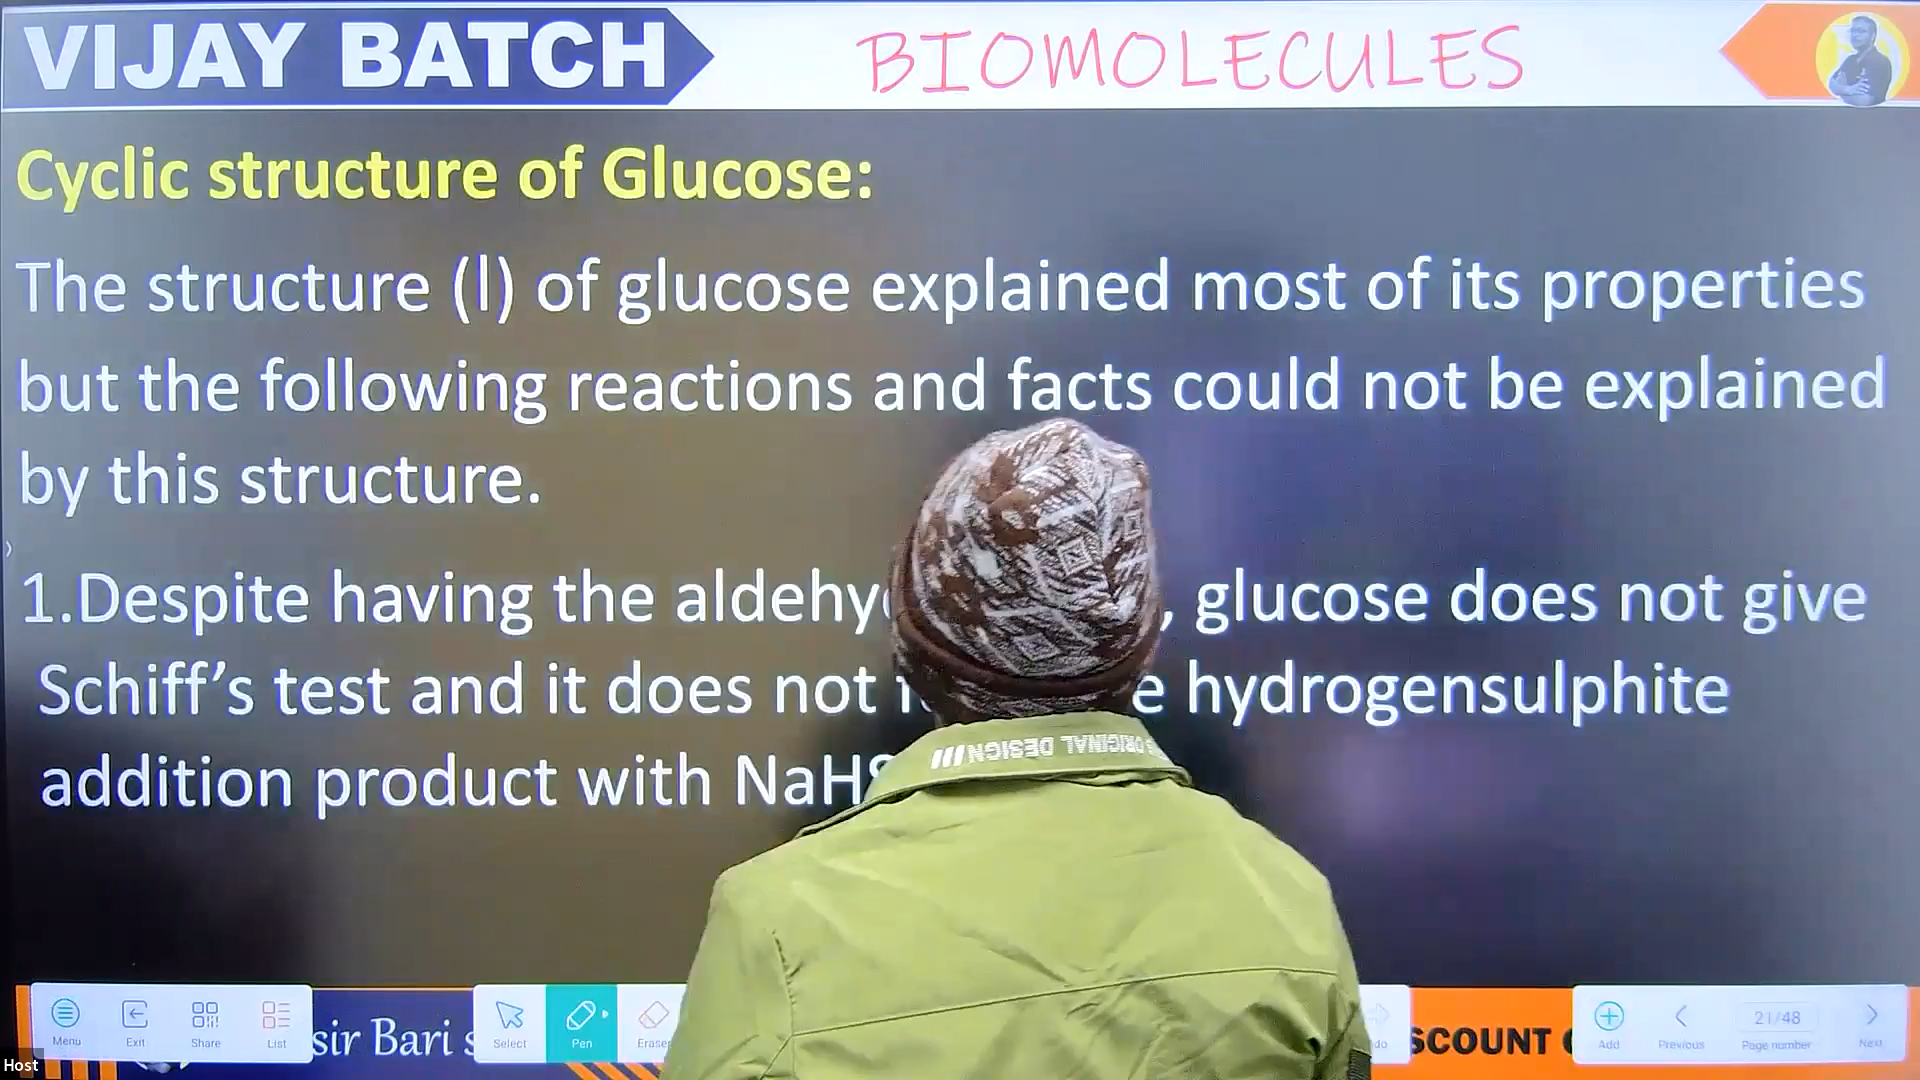 VIJAY BATCH
BIOMOLECULES
Cyclic structure of Glucose:
The structure (l) of glucose explained most of its properties
but the following reactions and facts could not be explained
by this structure.
1.Despite having the , glucose does not give
Schiff’s test and it does not hydrogensulphite
addition product with
ORIGINAL DESIGN
sir Bari
Menu Exit Share List Select Pen Add Previous 21/48 Page number Next
Host